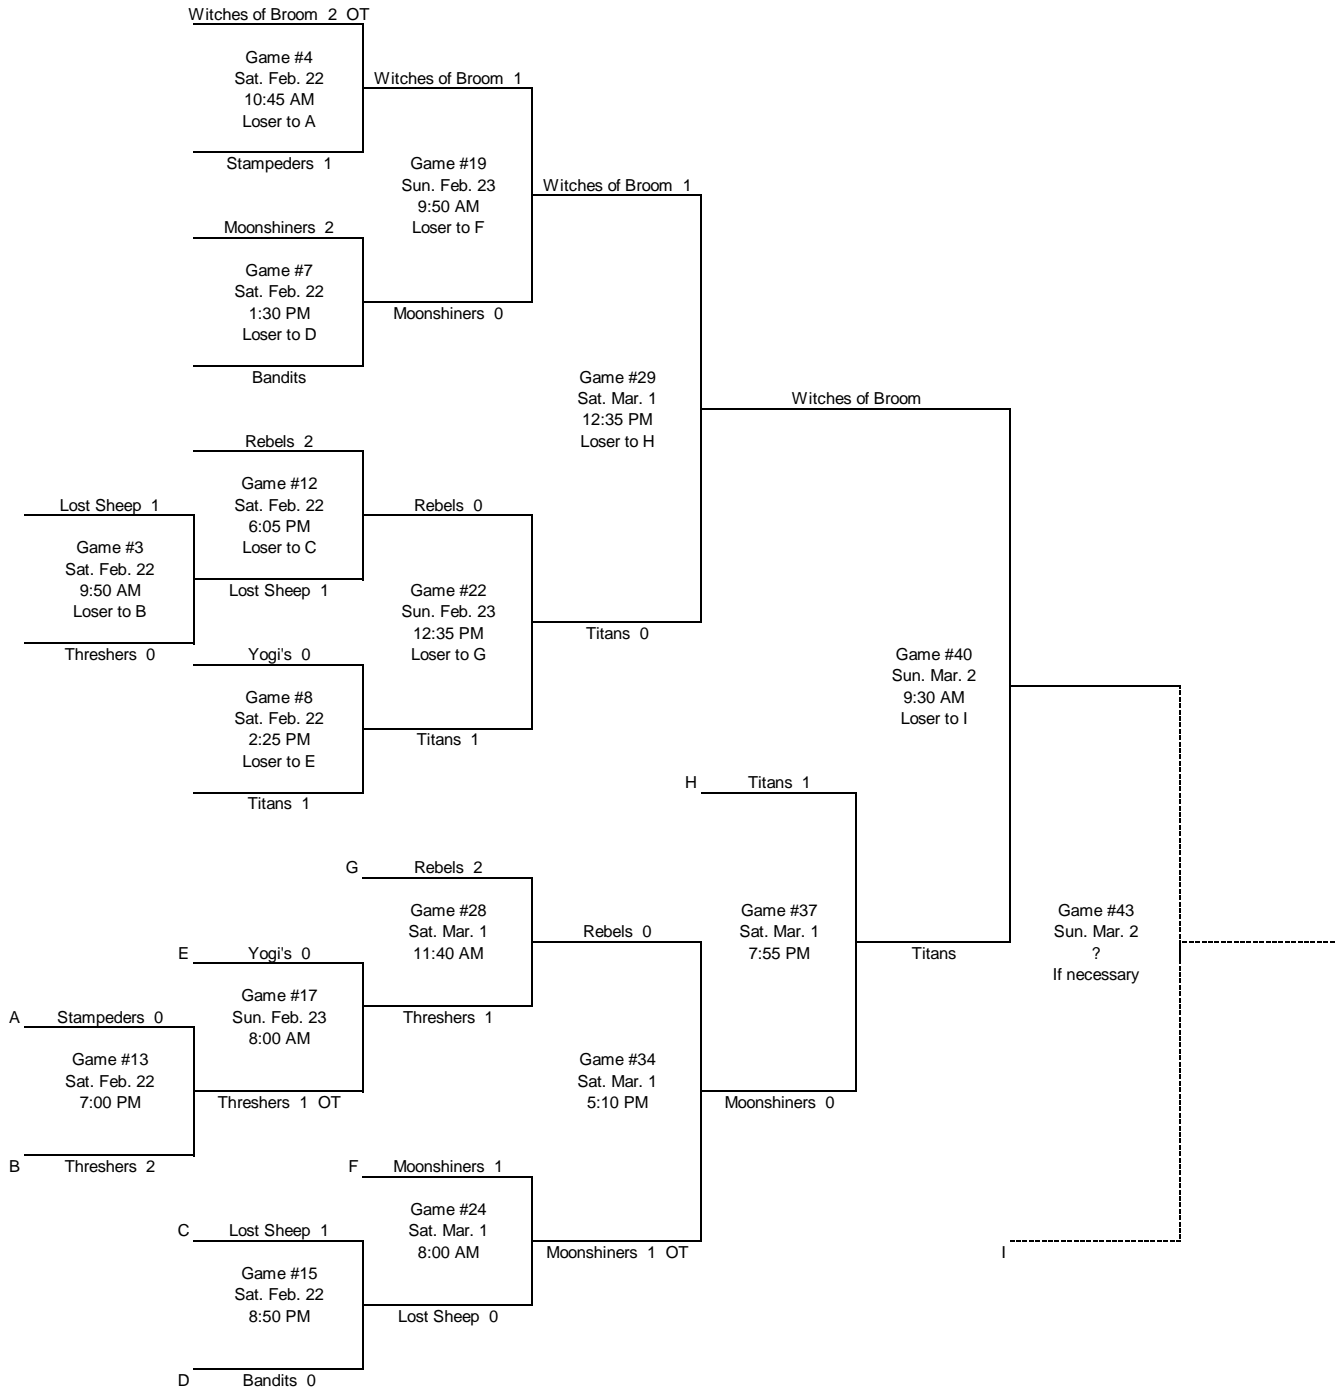 Witches of Broom 2 OT
Game #4
Sat. Feb. 22
10:45 AM
Loser to A
Stampeders 1
Witches of Broom 1
Game #19
Sun. Feb. 23
9:50 AM
Loser to F
Moonshiners 0
Moonshiners 2
Game #7
Sat. Feb. 22
1:30 PM
Loser to D
Bandits
Witches of Broom 1
Game #29
Sat. Mar. 1
12:35 PM
Loser to H
Titans 0
Rebels 2
Game #12
Sat. Feb. 22
6:05 PM
Loser to C
Lost Sheep 1
Lost Sheep 1
Game #3
Sat. Feb. 22
9:50 AM
Loser to B
Threshers 0
Rebels 0
Game #22
Sun. Feb. 23
12:35 PM
Loser to G
Titans 1
Yogi's 0
Game #8
Sat. Feb. 22
2:25 PM
Loser to E
Titans 1
Witches of Broom
Game #40
Sun. Mar. 2
9:30 AM
Loser to I
Titans
H Titans 1
Game #37
Sat. Mar. 1
7:55 PM
Moonshiners 0
G Rebels 2
Game #28
Sat. Mar. 1
11:40 AM
Threshers 1
Rebels 0
Game #34
Sat. Mar. 1
5:10 PM
Moonshiners 1 OT
E Yogi's 0
Game #17
Sun. Feb. 23
8:00 AM
Threshers 1 OT
A Stampeders 0
Game #13
Sat. Feb. 22
7:00 PM
B Threshers 2
F Moonshiners 1
Game #24
Sat. Mar. 1
8:00 AM
Lost Sheep 0
C Lost Sheep 1
Game #15
Sat. Feb. 22
8:50 PM
D Bandits 0
Game #43
Sun. Mar. 2
?
If necessary
I